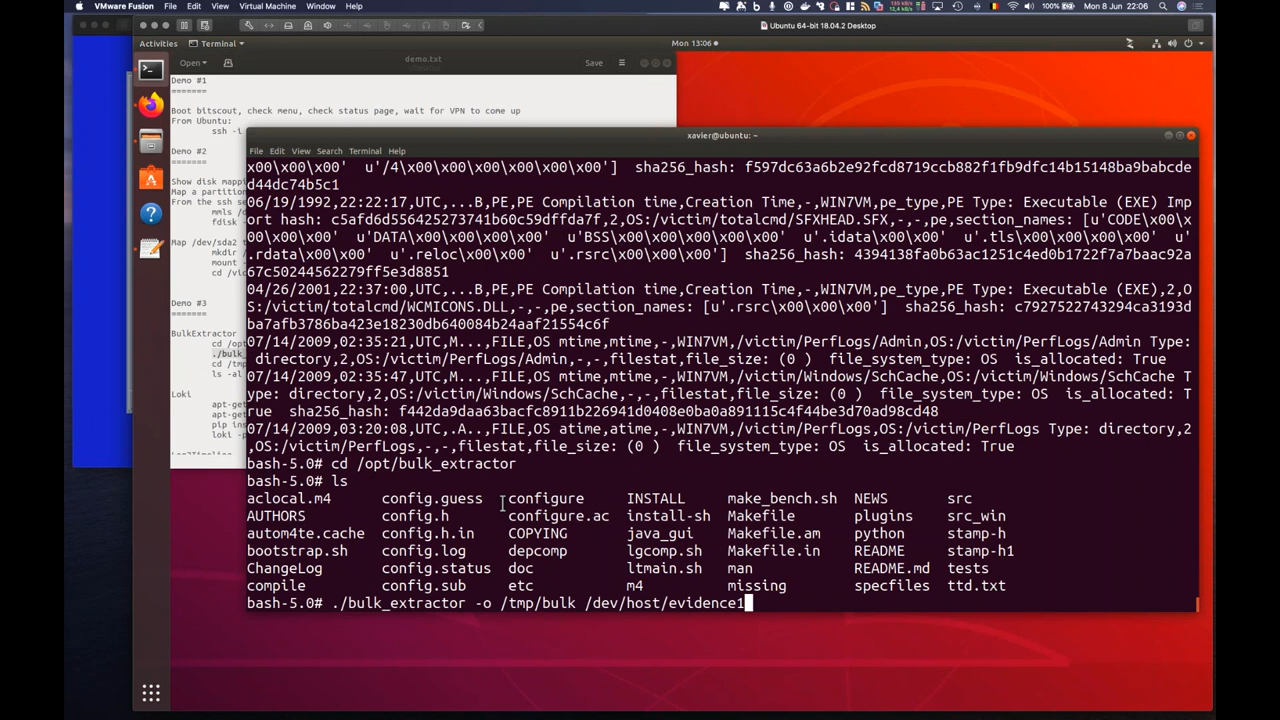 VMware Fusion File Edit View Virtual Machine Window Help 100% Mon 8 Jun 22:06
Ubuntu 64-bit 18.04.2 Desktop
Activities Terminal Mon 13:06
Open demo.txt Save
Demo #1
=======
Boot bitscout, check menu, check status page, wait for VPN to come up
From Ubuntu:
ssh -i
Demo #2
=======
Show disk mappi
Map a partition
From the ssh se
mmls /d
fdisk
Map /dev/sda2 t
mkdir /
mount -
cd /vic
Demo #3
=======
BulkExtractor
cd /opt
./bulk_
cd /tmp
ls -al
Loki
apt-get
apt-get
pip ins
loki -p
xavier@ubuntu: ~
File Edit View Search Terminal Help
x00\x00\x00' u'/4\x00\x00\x00\x00\x00\x00'] sha256_hash: f597dc63a6b2e92fcd8719ccb882f1fb9dfc14b15148ba9babcde
d44dc74b5c1
06/19/1992,22:22:17,UTC,...B,PE,PE Compilation time,Creation Time,-,WIN7VM,pe_type,PE Type: Executable (EXE) Imp
ort hash: c5afd6d556425273741b60c59dffda7f,2,OS:/victim/totalcmd/SFXHEAD.SFX,-,-,pe,section_names: [u'CODE\x00\x
00\x00\x00' u'DATA\x00\x00\x00\x00' u'BSS\x00\x00\x00\x00\x00' u'.idata\x00\x00' u'.tls\x00\x00\x00\x00' u'
.rdata\x00\x00' u'.reloc\x00\x00' u'.rsrc\x00\x00\x00'] sha256_hash: 4394138fa0b63ac1251c4ed0b1722f7a7baac92a
67c50244562279ff5e3d8851
04/26/2001,22:37:00,UTC,...B,PE,PE Compilation time,Creation Time,-,WIN7VM,pe_type,PE Type: Executable (EXE),2,O
S:/victim/totalcmd/WCMICONS.DLL,-,-,pe,section_names: [u'.rsrc\x00\x00\x00'] sha256_hash: c7927522743294ca3193d
ba7afb3786ba423e18230db640084b24aaf21554c6f
07/14/2009,02:35:21,UTC,M...,FILE,OS mtime,mtime,-,WIN7VM,/victim/PerfLogs/Admin,OS:/victim/PerfLogs/Admin Type:
directory,2,OS:/victim/PerfLogs/Admin,-,-,filestat,file_size: (0 ) file_system_type: OS is_allocated: True
07/14/2009,02:35:47,UTC,M...,FILE,OS mtime,mtime,-,WIN7VM,/victim/Windows/SchCache,OS:/victim/Windows/SchCache T
ype: directory,2,OS:/victim/Windows/SchCache,-,-,filestat,file_size: (0 ) file_system_type: OS is_allocated: T
rue sha256_hash: f442da9daa63bacfc8911b226941d0408e0ba0a891115c4f44be3d70ad98cd48
07/14/2009,03:20:08,UTC,.A..,FILE,OS atime,atime,-,WIN7VM,/victim/PerfLogs,OS:/victim/PerfLogs Type: directory,2
,OS:/victim/PerfLogs,-,-,filestat,file_size: (0 ) file_system_type: OS is_allocated: True
bash-5.0# cd /opt/bulk_extractor
bash-5.0# ls
aclocal.m4 config.guess configure INSTALL make_bench.sh NEWS src
AUTHORS config.h configure.ac install-sh Makefile plugins src_win
autom4te.cache config.h.in COPYING java_gui Makefile.am python stamp-h
bootstrap.sh config.log depcomp lgcomp.sh Makefile.in README stamp-h1
ChangeLog config.status doc ltmain.sh man README.md tests
compile config.sub etc m4 missing specfiles ttd.txt
bash-5.0# ./bulk_extractor -o /tmp/bulk /dev/host/evidence1